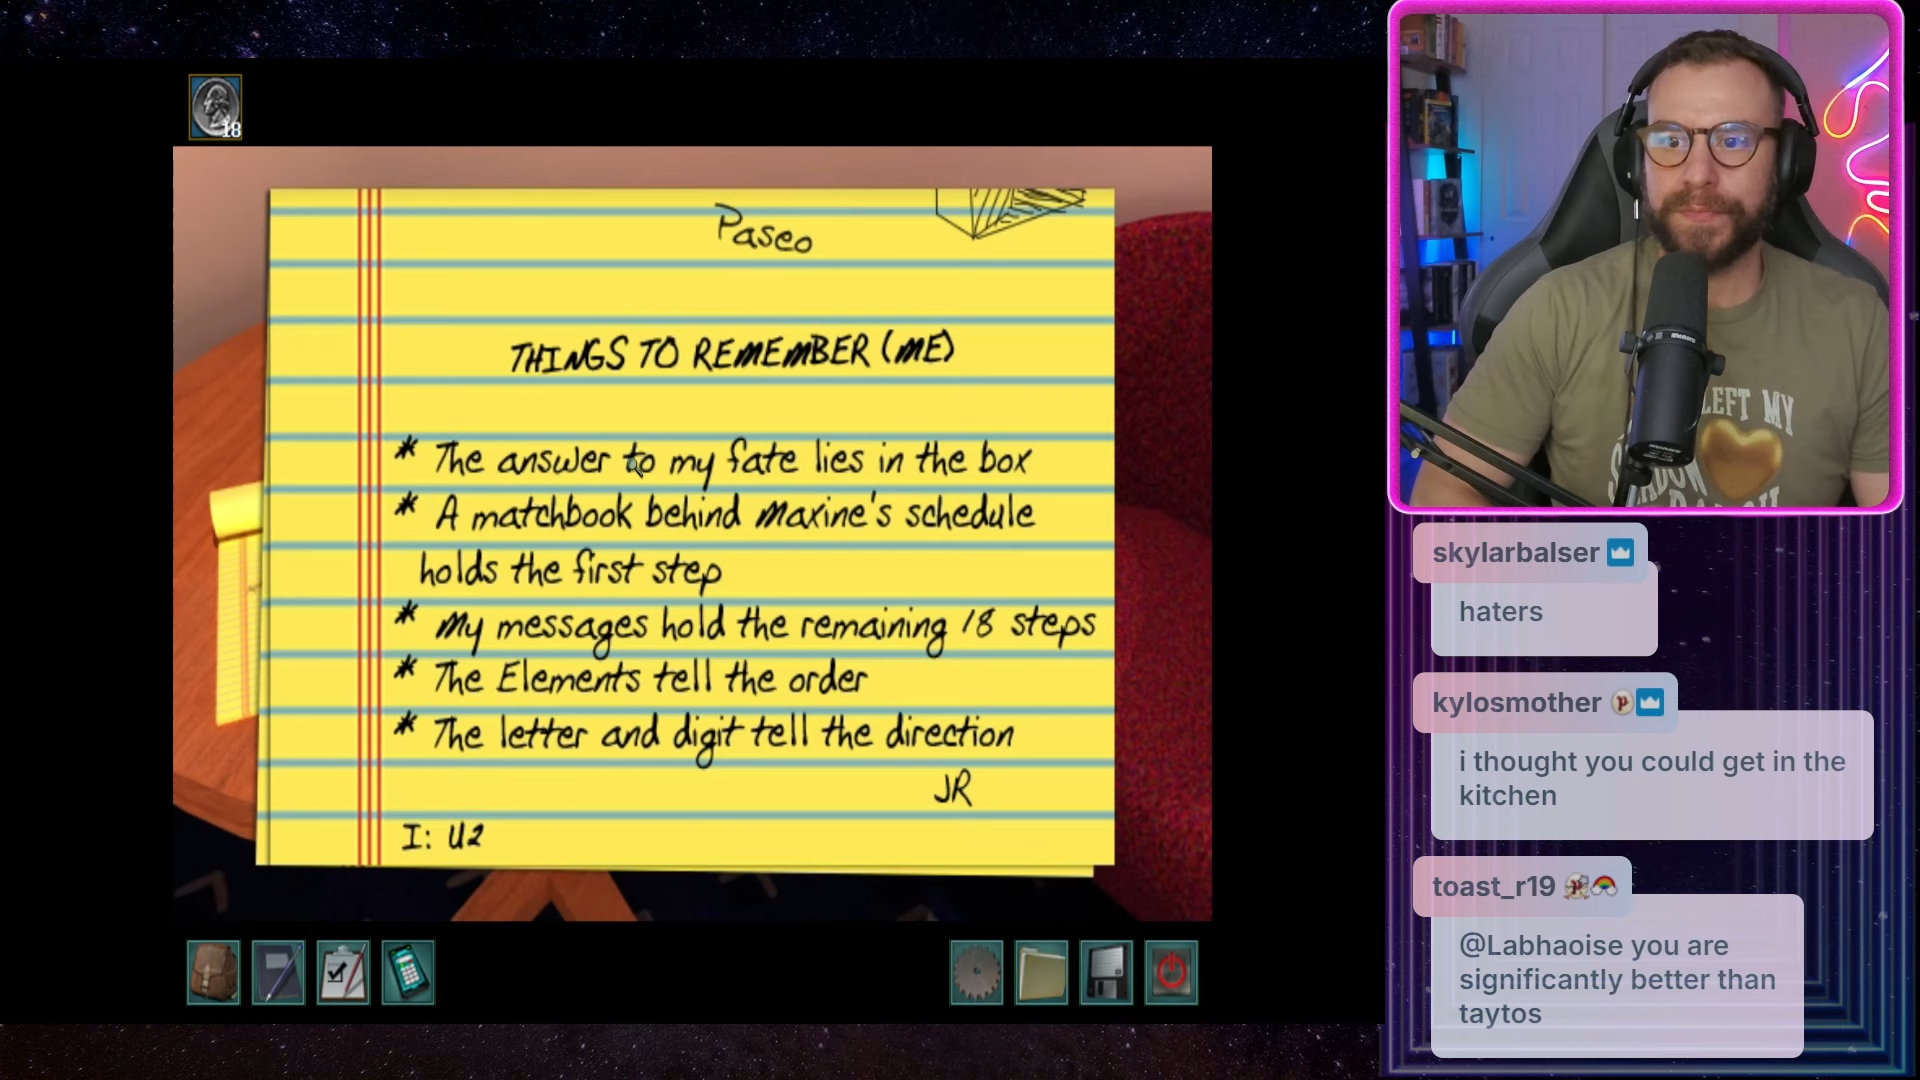 18
Paseo
THINGS TO REMEMBER (ME)
* The answer to my fate lies in the box
* A matchbook behind Maxine's schedule
holds the first step
* My messages hold the remaining 18 steps
* The Elements tell the order
* The letter and digit tell the direction
JR
I: U2
LEFT MY
skylarbalser
haters
kylosmother
i thought you could get in the
kitchen
toast_r19
@Labhaoise you are
significantly better than
taytos